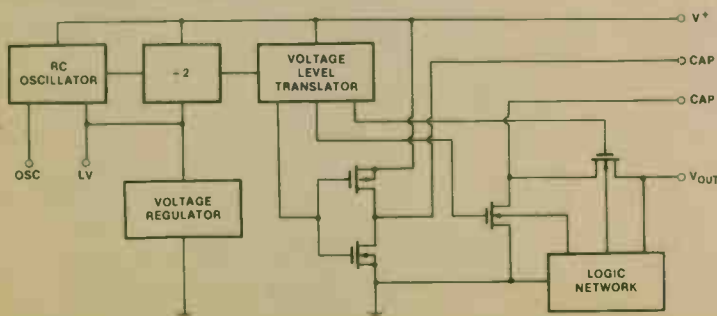 V+
RC
OSCILLATOR
÷2
VOLTAGE
LEVEL
TRANSLATOR
CAP
CAP
OSC
LV
VOUT
VOLTAGE
REGULATOR
LOGIC
NETWORK